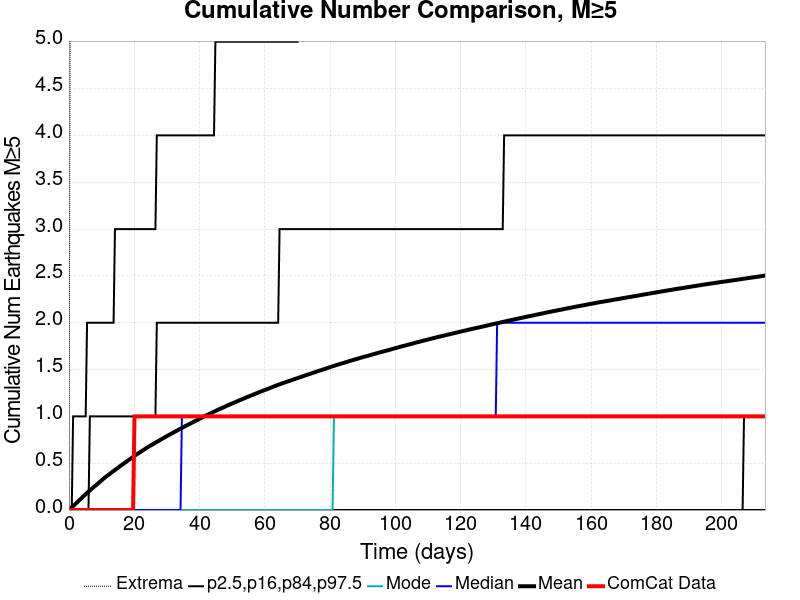 Cumulative Number Comparison, M≥5
Cumulative Num Earthquakes M≥5
5.0
4.5
4.0
3.5
3.0
2.5
2.0
1.5
1.0
0.5
0.0
0 20 40 60 80 100 120 140 160 180 200
Time (days)
Extrema p2.5,p16,p84,p97.5 Mode Median Mean ComCat Data